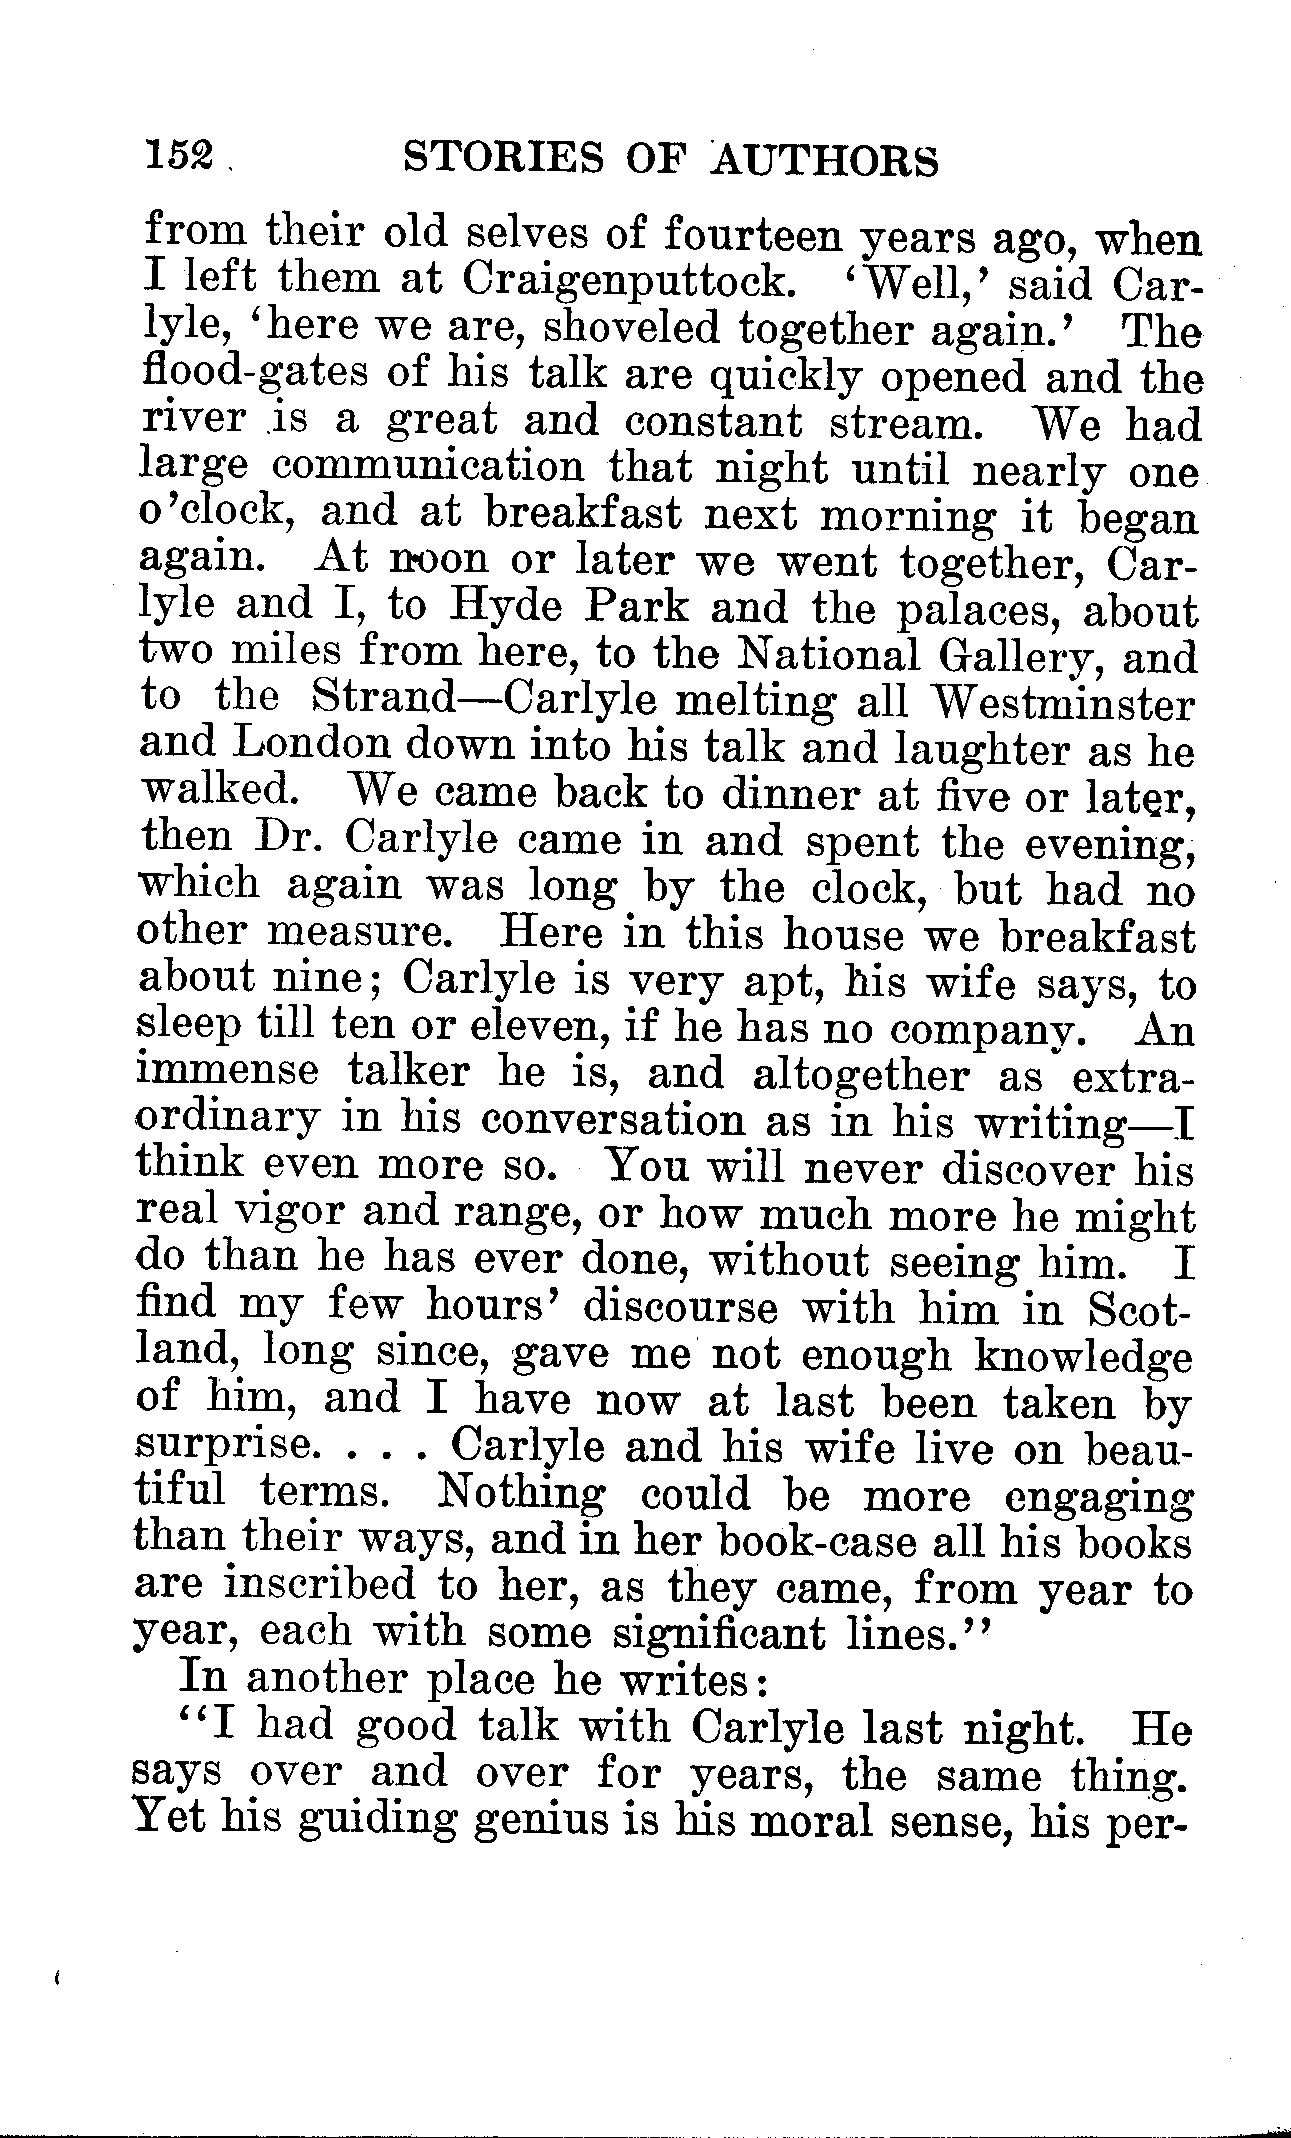 152 STORIES OF AUTHORS
from their old selves of fourteen years ago, when
I left them at Craigenputtock. ‘Well,’ said Car-
lyle, ‘here we are, shoveled together again.’ The
flood-gates of his talk are quickly opened and the
river is a great and constant stream. We had
large communication that night until nearly one
o’clock, and at breakfast next morning it began
again. At noon or later we went together, Car-
lyle and I, to Hyde Park and the palaces, about
two miles from here, to the National Gallery, and
to the Strand—Carlyle melting all Westminster
and London down into his talk and laughter as he
walked. We came back to dinner at five or later,
then Dr. Carlyle came in and spent the evening,
which again was long by the clock, but had no
other measure. Here in this house we breakfast
about nine; Carlyle is very apt, his wife says, to
sleep till ten or eleven, if he has no company. An
immense talker he is, and altogether as extra-
ordinary in his conversation as in his writing—I
think even more so. You will never discover his
real vigor and range, or how much more he might
do than he has ever done, without seeing him. I
find my few hours’ discourse with him in Scot-
land, long since, gave me not enough knowledge
of him, and I have now at last been taken by
surprise. . . . Carlyle and his wife live on beau-
tiful terms. Nothing could be more engaging
than their ways, and in her book-case all his books
are inscribed to her, as they came, from year to
year, each with some significant lines.”
In another place he writes:
“I had good talk with Carlyle last night. He
says over and over for years, the same thing.
Yet his guiding genius is his moral sense, his per-